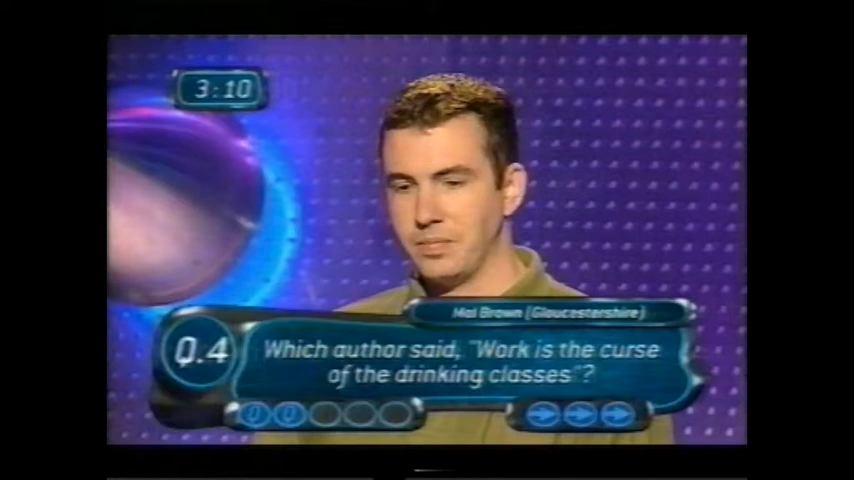 3:10
Mal Brown (Gloucestershire)
Q.4
Which author said, "Work is the curse
of the drinking classes"?
Q Q